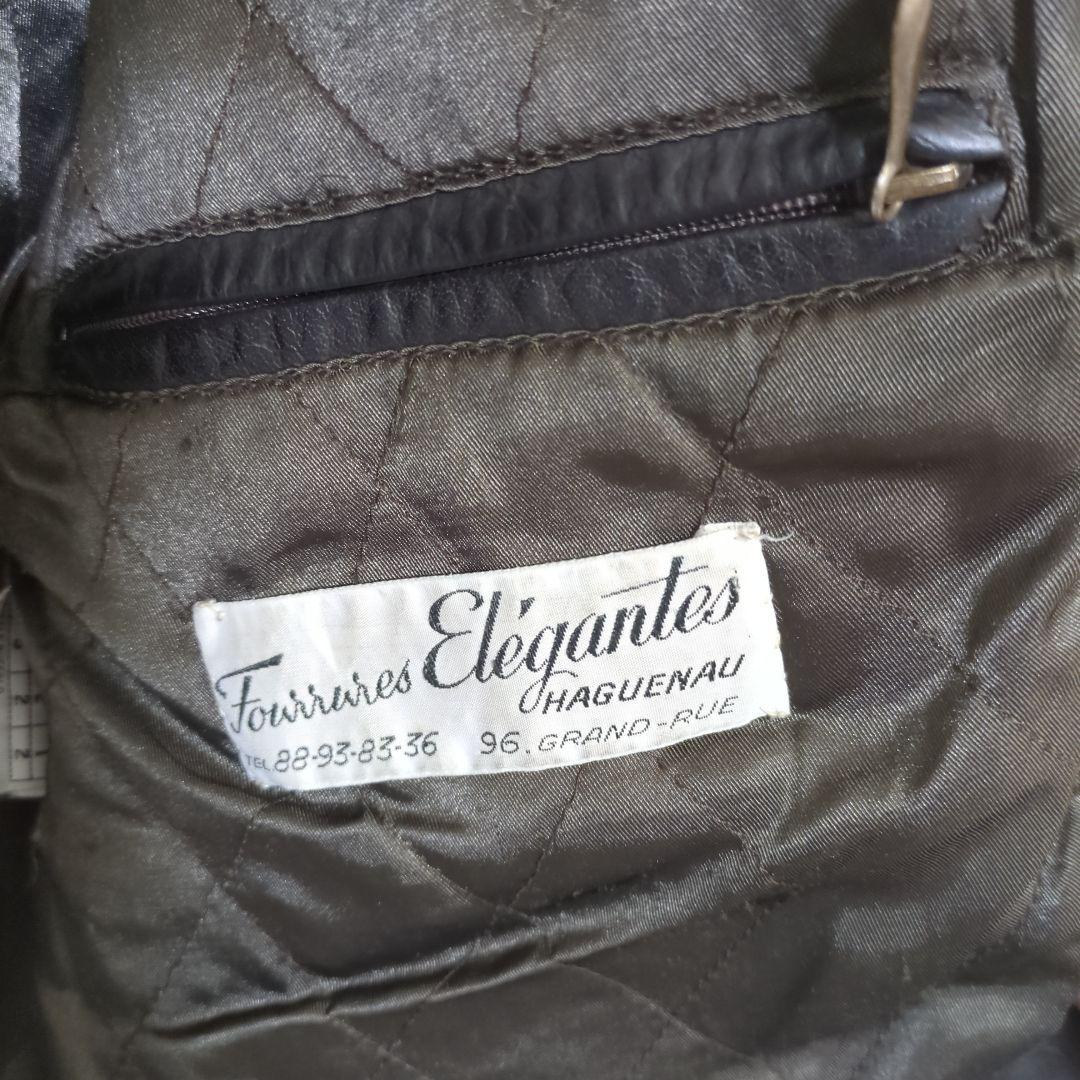 Fourrures Elégantes
HAGUENAU
TEL. 88-93-83-36 96. GRAND-RUE